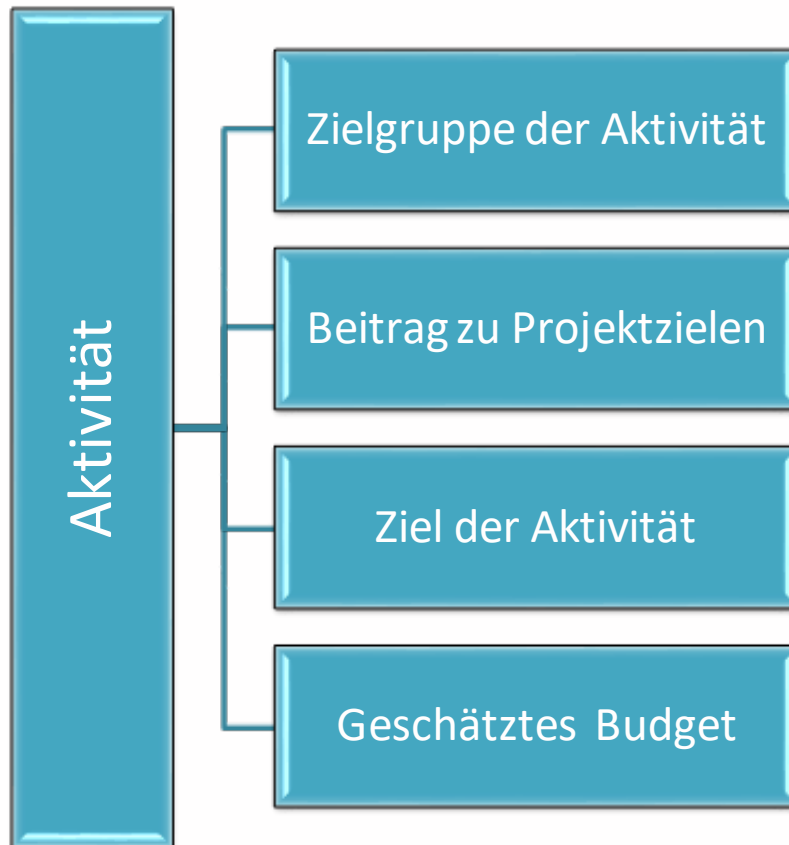 Aktivität
Zielgruppe der Aktivität
Beitrag zu Projektzielen
Ziel der Aktivität
Geschätztes Budget